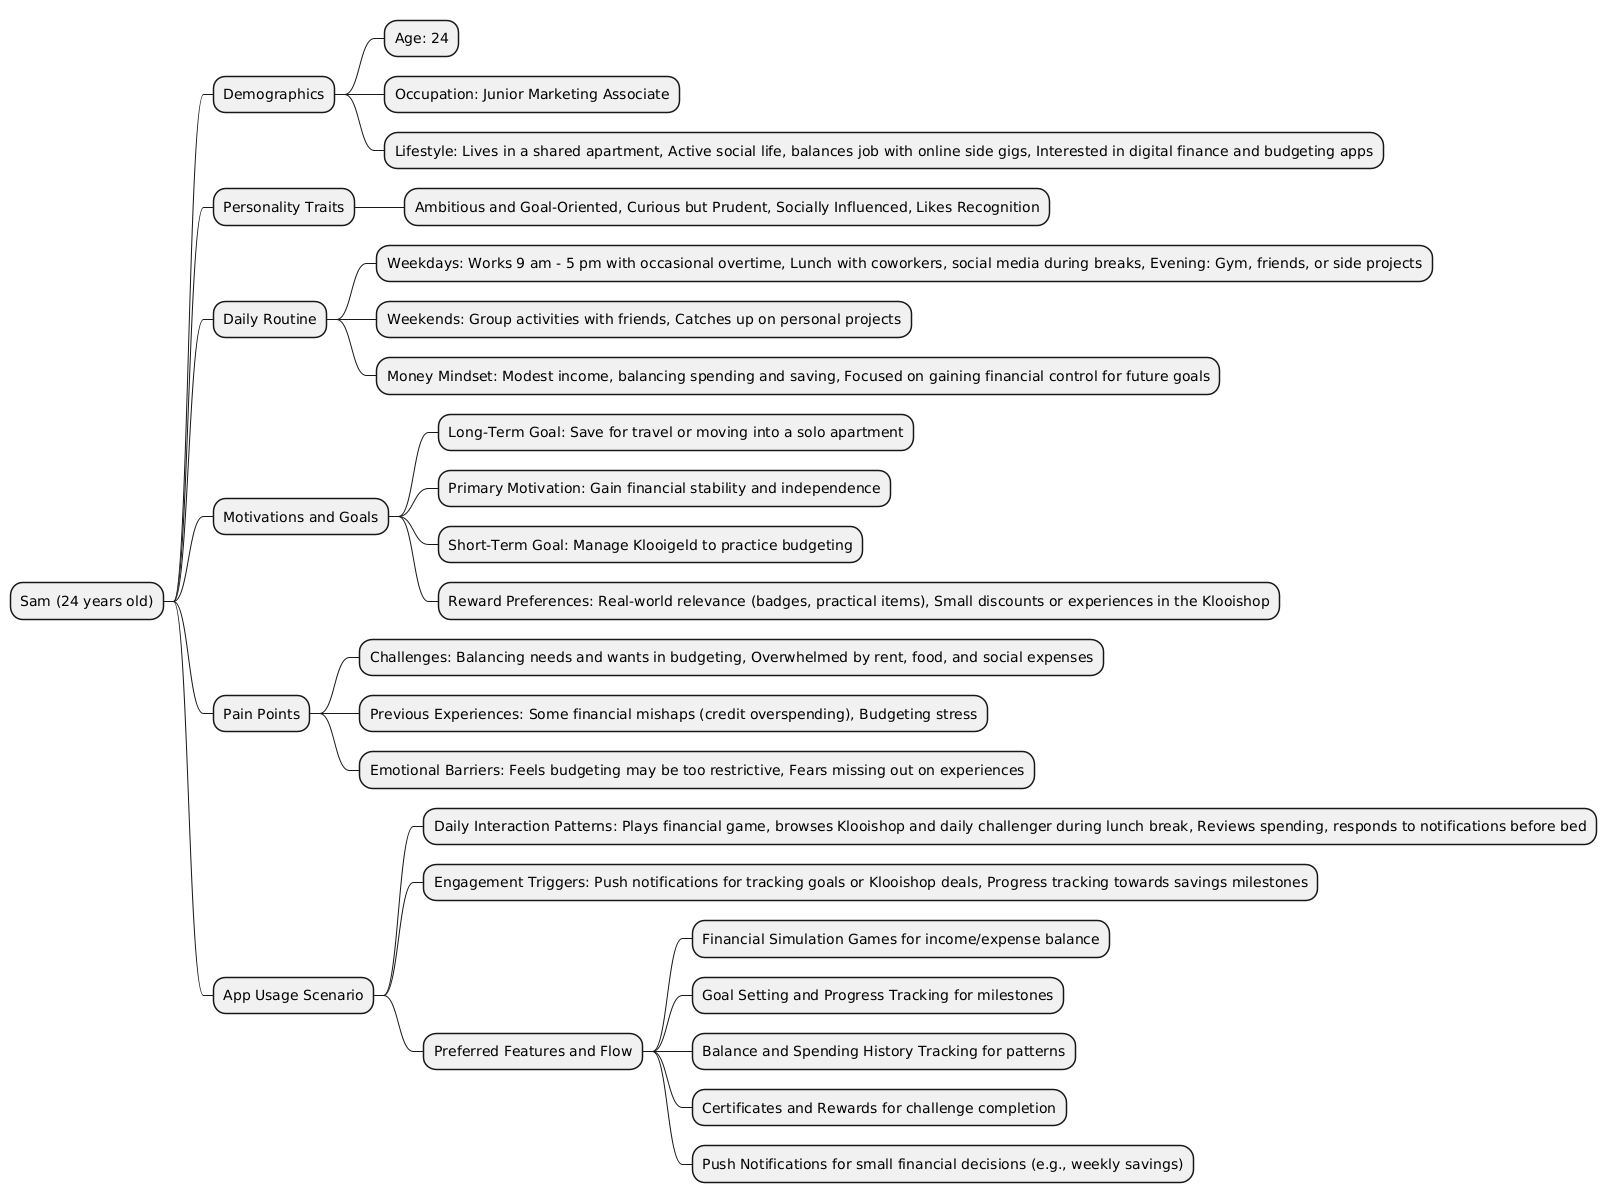 Sam (24 years old)
Demographics
Age: 24
Occupation: Junior Marketing Associate
Lifestyle: Lives in a shared apartment, Active social life, balances job with online side gigs, Interested in digital finance and budgeting apps
Personality Traits
Ambitious and Goal-Oriented, Curious but Prudent, Socially Influenced, Likes Recognition
Daily Routine
Weekdays: Works 9 am - 5 pm with occasional overtime, Lunch with coworkers, social media during breaks, Evening: Gym, friends, or side projects
Weekends: Group activities with friends, Catches up on personal projects
Money Mindset: Modest income, balancing spending and saving, Focused on gaining financial control for future goals
Motivations and Goals
Long-Term Goal: Save for travel or moving into a solo apartment
Primary Motivation: Gain financial stability and independence
Short-Term Goal: Manage Klooigeld to practice budgeting
Reward Preferences: Real-world relevance (badges, practical items), Small discounts or experiences in the Klooishop
Pain Points
Challenges: Balancing needs and wants in budgeting, Overwhelmed by rent, food, and social expenses
Previous Experiences: Some financial mishaps (credit overspending), Budgeting stress
Emotional Barriers: Feels budgeting may be too restrictive, Fears missing out on experiences
App Usage Scenario
Daily Interaction Patterns: Plays financial game, browses Klooishop and daily challenger during lunch break, Reviews spending, responds to notifications before bed
Engagement Triggers: Push notifications for tracking goals or Klooishop deals, Progress tracking towards savings milestones
Preferred Features and Flow
Financial Simulation Games for income/expense balance
Goal Setting and Progress Tracking for milestones
Balance and Spending History Tracking for patterns
Certificates and Rewards for challenge completion
Push Notifications for small financial decisions (e.g., weekly savings)